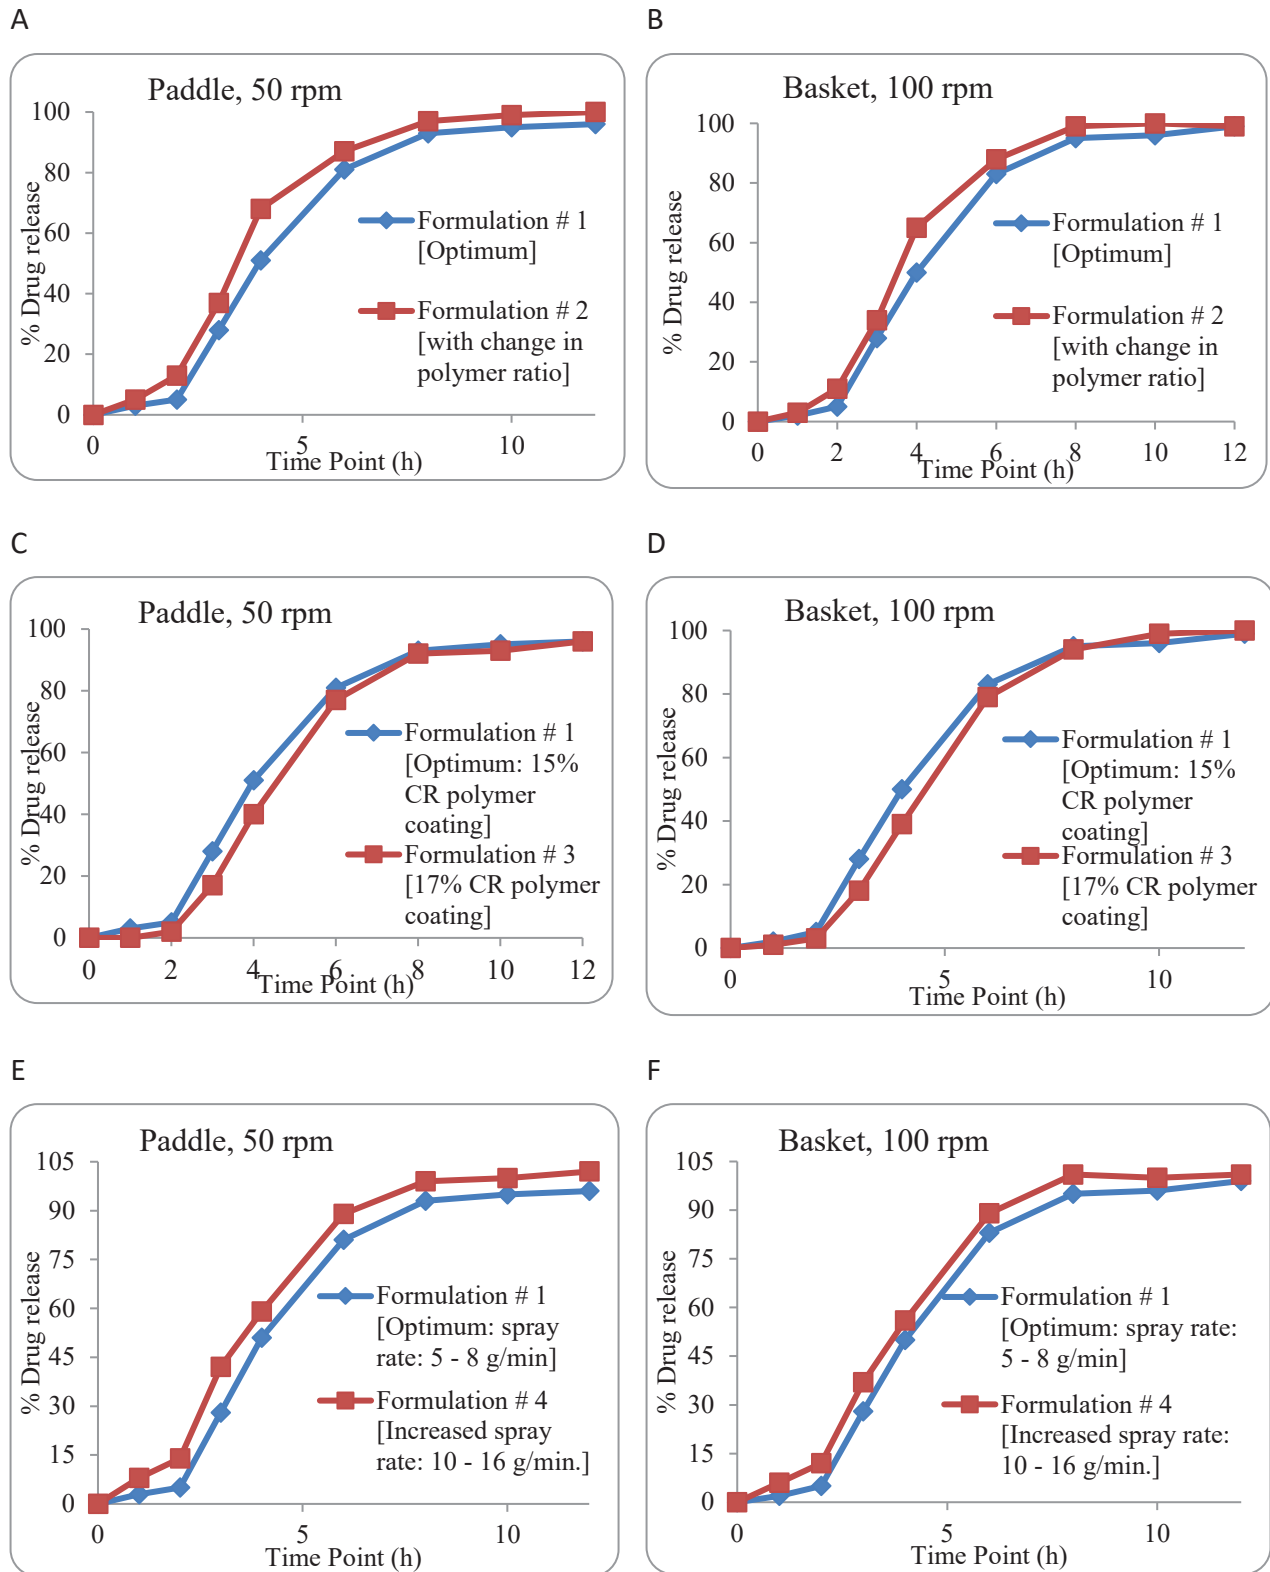 A
Paddle, 50 rpm
100
80
60
40
20
0
0
5
10
% Drug release
Time Point (h)
Formulation # 1
[Optimum]
Formulation # 2
[with change in
polymer ratio]
B
Basket, 100 rpm
100
80
60
40
20
0
0
2
4
6
8
10
12
% Drug release
Time Point (h)
Formulation # 1
[Optimum]
Formulation # 2
[with change in
polymer ratio]
C
Paddle, 50 rpm
100
80
60
40
20
0
0
2
4
6
8
10
12
% Drug release
Time Point (h)
Formulation # 1
[Optimum: 15%
CR polymer
coating]
Formulation # 3
[17% CR polymer
coating]
D
Basket, 100 rpm
100
80
60
40
20
0
0
5
10
% Drug release
Time Point (h)
Formulation # 1
[Optimum: 15%
CR polymer
coating]
Formulation # 3
[17% CR polymer
coating]
E
Paddle, 50 rpm
105
90
75
60
45
30
15
0
0
5
10
% Drug release
Time Point (h)
Formulation # 1
[Optimum: spray
rate: 5 - 8 g/min]
Formulation # 4
[Increased spray
rate: 10 - 16 g/min.]
F
Basket, 100 rpm
105
90
75
60
45
30
15
0
0
5
10
% Drug release
Time Point (h)
Formulation # 1
[Optimum: spray rate:
5 - 8 g/min]
Formulation # 4
[Increased spray rate:
10 - 16 g/min.]